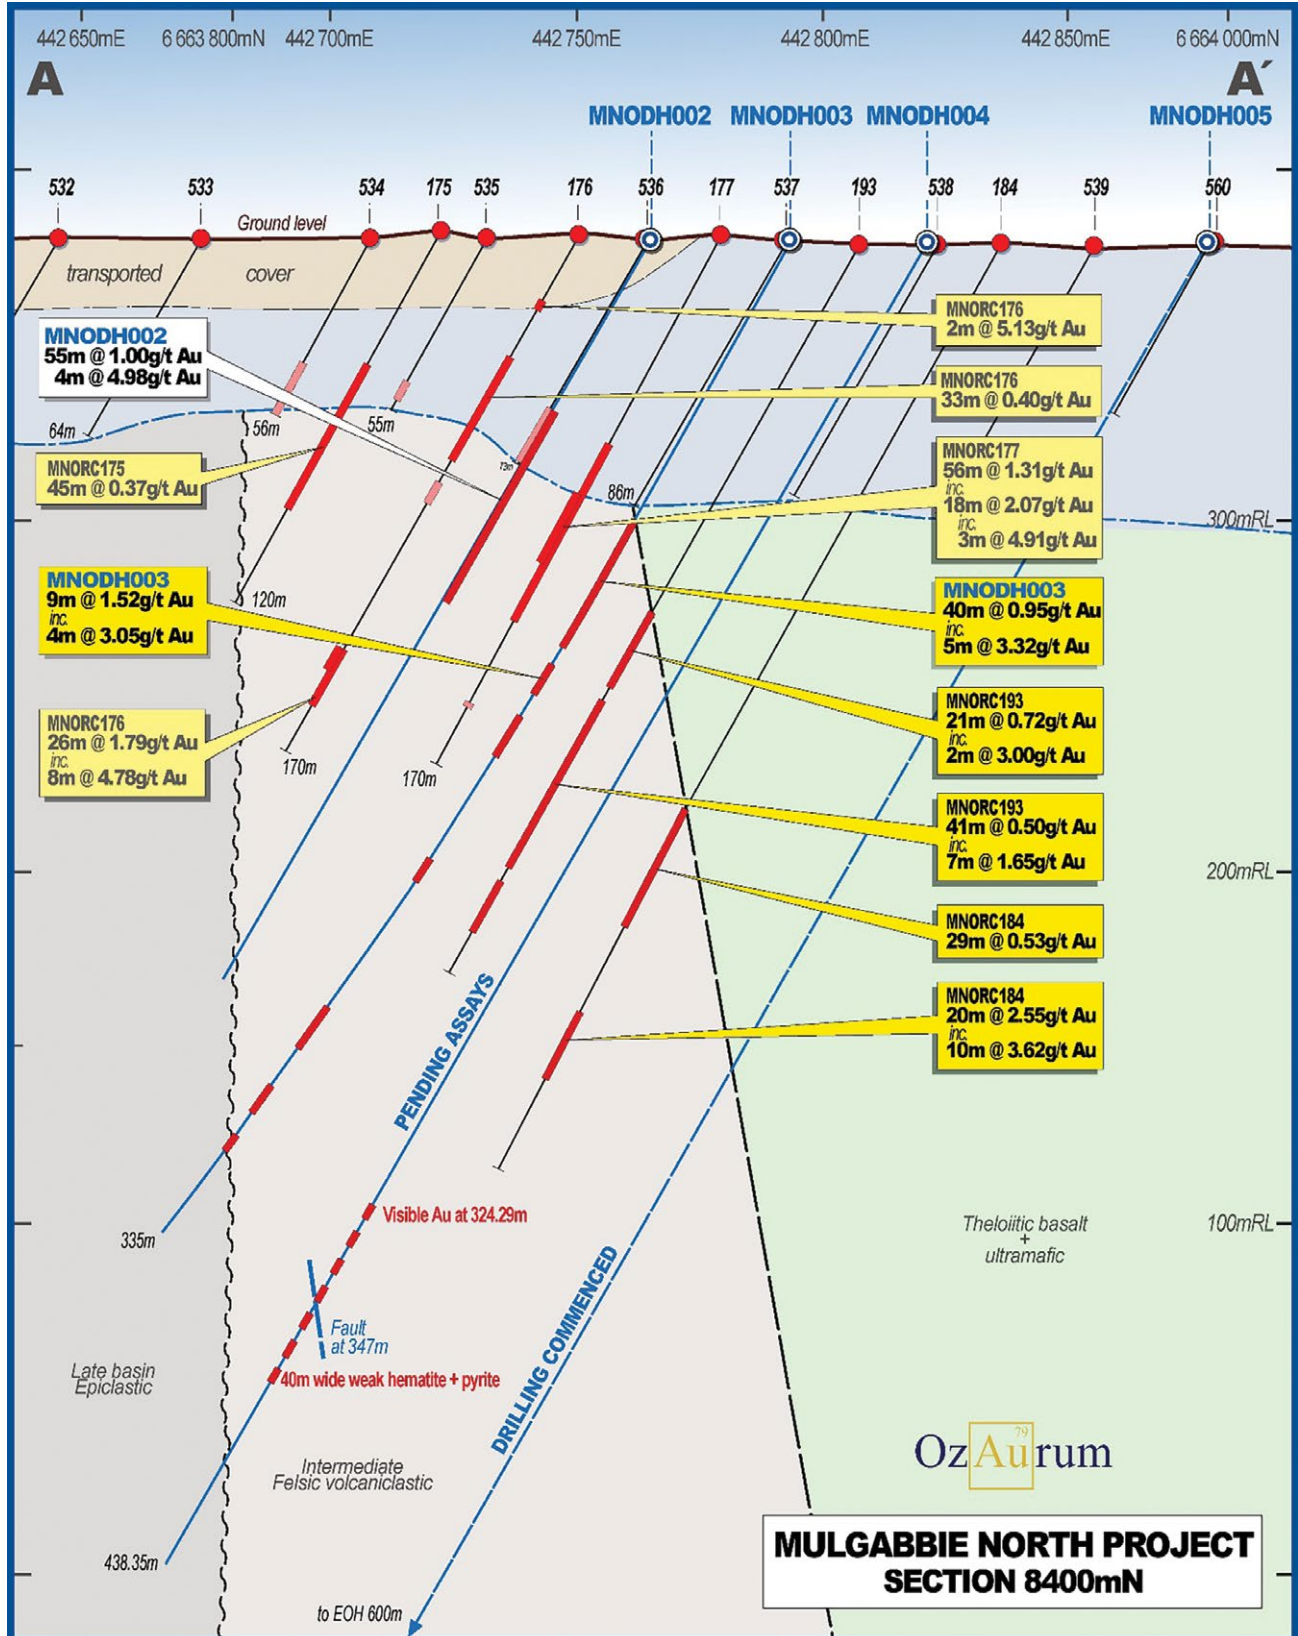 442 650mE 6 663 800mN 442 700mE 442 750mE 442 800mE 442 850mE 6 664 000mN
A A´
MNODH002 MNODH003 MNODH004 MNODH005
532 533 534 175 535 176 536 177 537 193 538 184 539 560
Ground level
transported cover
MNORC176
2m @ 5.13g/t Au
MNODH002
55m @ 1.00g/t Au
4m @ 4.98g/t Au
MNORC176
33m @ 0.40g/t Au
64m
56m
55m
MNORC175
45m @ 0.37g/t Au
73m
86m
MNORC177
56m @ 1.31g/t Au
inc.
18m @ 2.07g/t Au
inc.
3m @ 4.91g/t Au
300mRL
MNODH003
9m @ 1.52g/t Au
inc.
4m @ 3.05g/t Au
120m
MNODH003
40m @ 0.95g/t Au
inc.
5m @ 3.32g/t Au
MNORC193
21m @ 0.72g/t Au
inc.
2m @ 3.00g/t Au
MNORC176
26m @ 1.79g/t Au
inc.
8m @ 4.78g/t Au
170m
170m
MNORC193
41m @ 0.50g/t Au
inc.
7m @ 1.65g/t Au
200mRL
MNORC184
29m @ 0.53g/t Au
MNORC184
20m @ 2.55g/t Au
inc.
10m @ 3.62g/t Au
PENDING ASSAYS
Visible Au at 324.29m
335m
Theloiitic basalt
+
ultramafic
100mRL
Fault
at 347m
40m wide weak hematite + pyrite
DRILLING COMMENCED
Late basin
Epiclastic
Intermediate
Felsic volcaniclastic
438.35m
to EOH 600m
79
OzAurum
MULGABBIE NORTH PROJECT
SECTION 8400mN